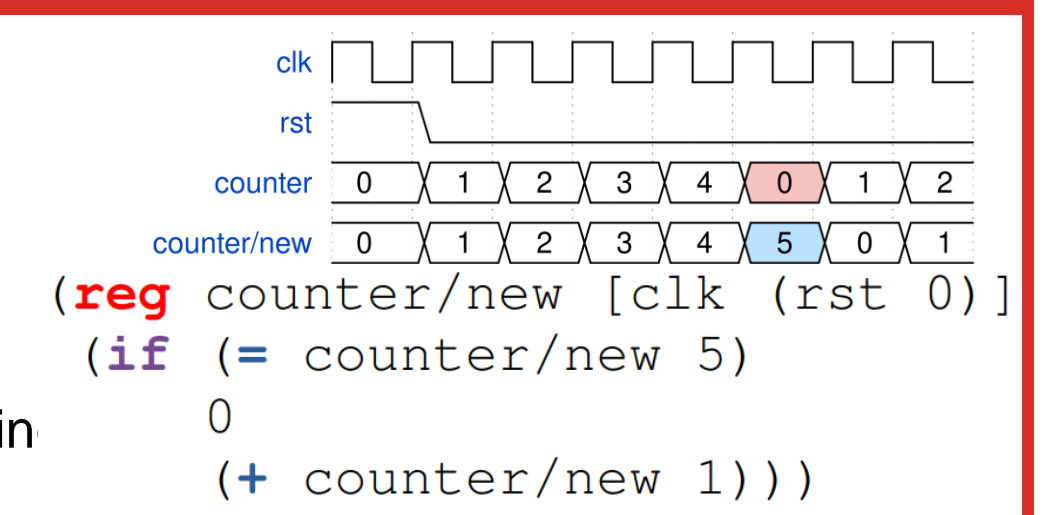 clk
rst
counter 0 1 2 3 4 0 1 2
counter/new 0 1 2 3 4 5 0 1
(reg counter/new [clk (rst 0)]
(if (= counter/new 5)
0
(+ counter/new 1)))